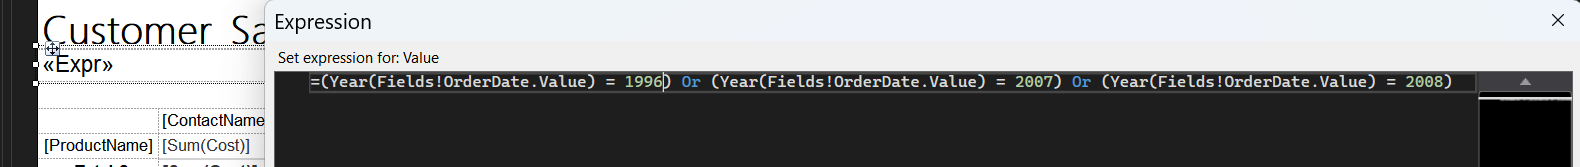 Customer Sa
Expression
«Expr»
Set expression for: Value
=(Year(Fields!OrderDate.Value) = 1996) Or (Year(Fields!OrderDate.Value) = 2007) Or (Year(Fields!OrderDate.Value) = 2008)
[ContactName
[ProductName] [Sum(Cost)]